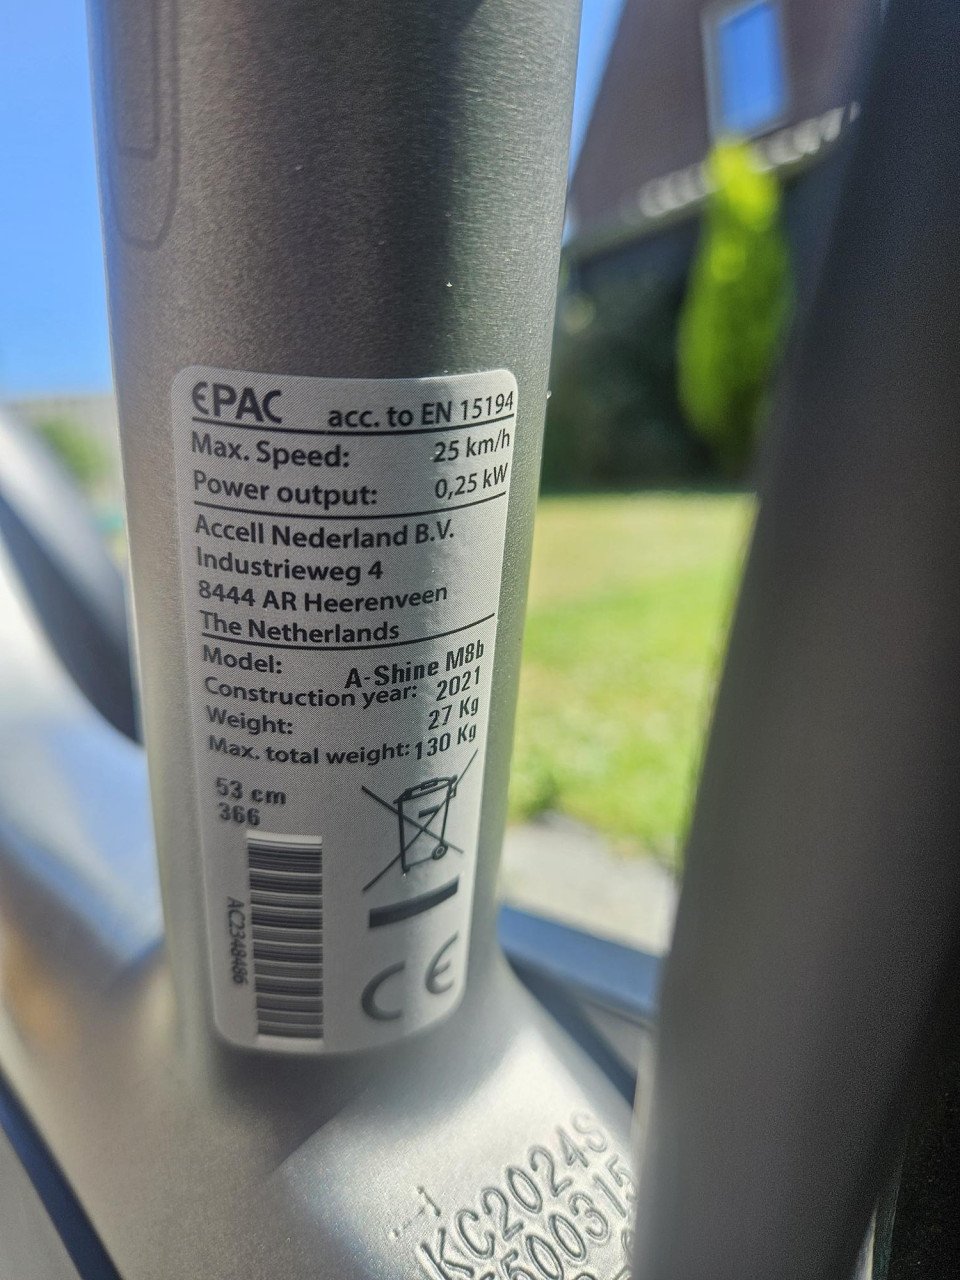 EPAC acc. to EN 15194
Max. Speed: 25 km/h
Power output: 0,25 kW
Accell Nederland B.V.
Industrieweg 4
8444 AR Heerenveen
The Netherlands
Model: A-Shine M8b
Construction year: 2021
Weight: 27 Kg
Max. total weight: 130 Kg
53 cm
366
AC2348486
CE
KC2024S